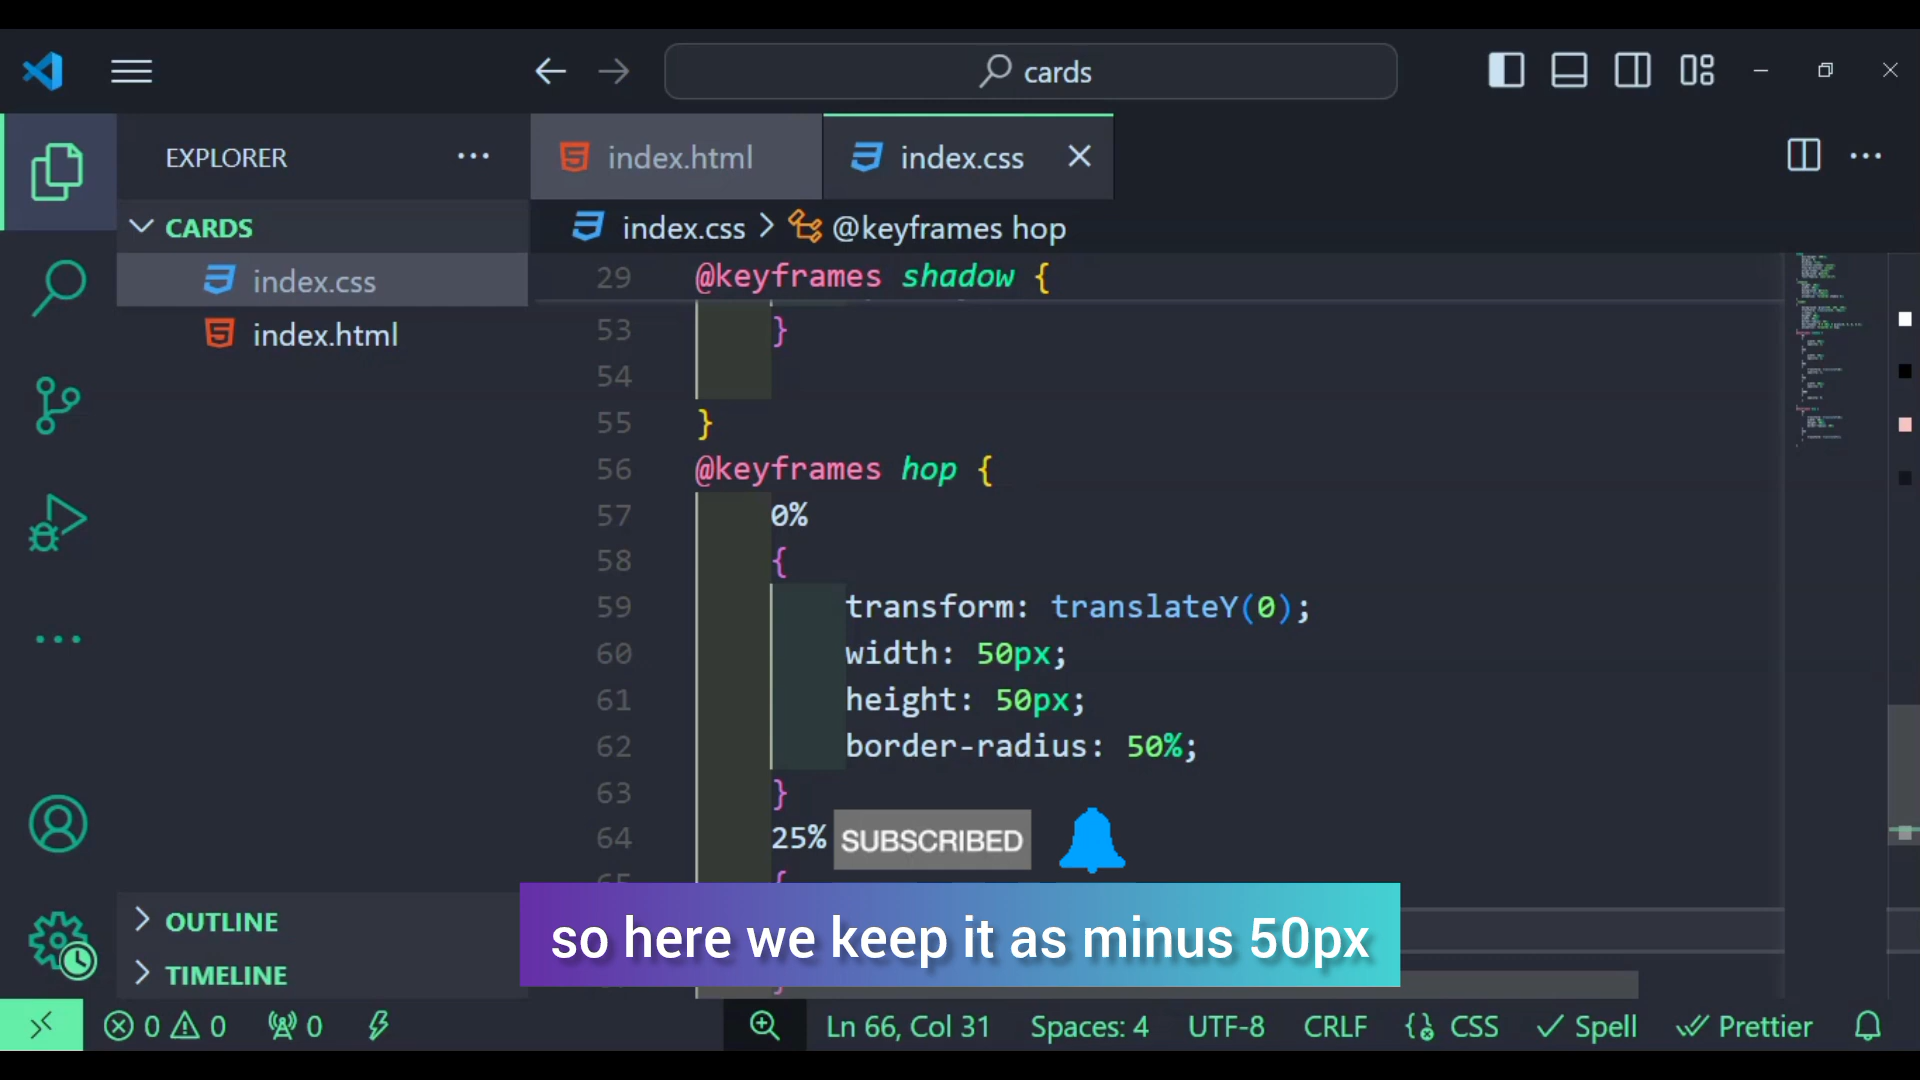 cards
EXPLORER
index.html
index.css
CARDS
index.css > @keyframes hop
index.css
index.html
29 @keyframes shadow {
53 }
54
55 }
56 @keyframes hop {
57 0%
58 {
59 transform: translateY(0);
60 width: 50px;
61 height: 50px;
62 border-radius: 50%;
63 }
64 25%
SUBSCRIBED
65 {
so here we keep it as minus 50px
}
OUTLINE
TIMELINE
0 0 0 Ln 66, Col 31 Spaces: 4 UTF-8 CRLF CSS Spell Prettier